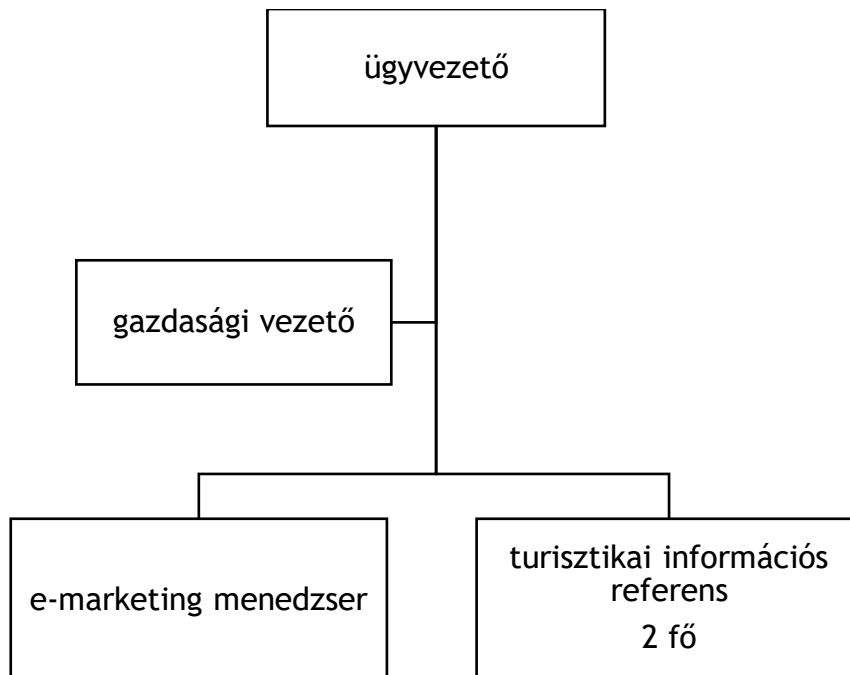 ügyvezető
gazdasági vezető
e-marketing menedzser
turisztikai információs
referens
2 fő